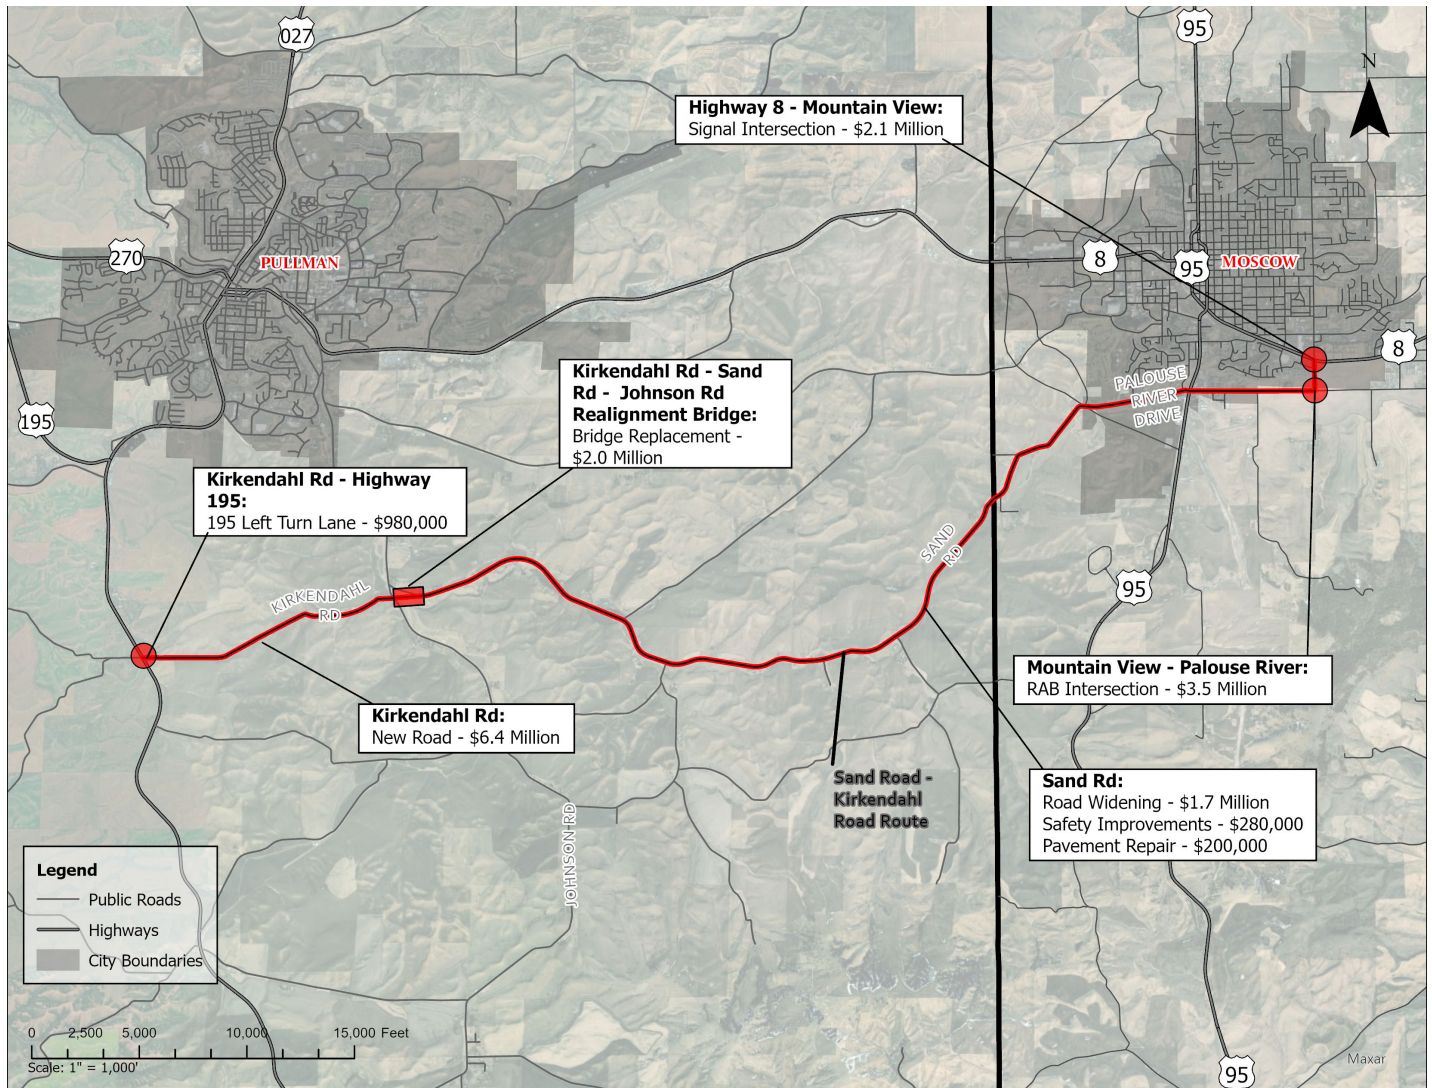 027
95
N
Highway 8 - Mountain View:
Signal Intersection - $2.1 Million
270
PULLMAN
8
95
MOSCOW
8
195
Kirkendahl Rd - Sand
Rd - Johnson Rd
Realignment Bridge:
Bridge Replacement -
$2.0 Million
PALOUSE
RIVER
DRIVE
Kirkendahl Rd - Highway
195:
195 Left Turn Lane - $980,000
SAND
RD
KIRKENDAHL
RD
95
Mountain View - Palouse River:
RAB Intersection - $3.5 Million
Kirkendahl Rd:
New Road - $6.4 Million
Sand Road -
Kirkendahl
Road Route
Sand Rd:
Road Widening - $1.7 Million
Safety Improvements - $280,000
Pavement Repair - $200,000
JOHNSON RD
Legend
Public Roads
Highways
City Boundaries
0 2,500 5,000 10,000 15,000 Feet
Scale: 1" = 1,000'
Maxar
95